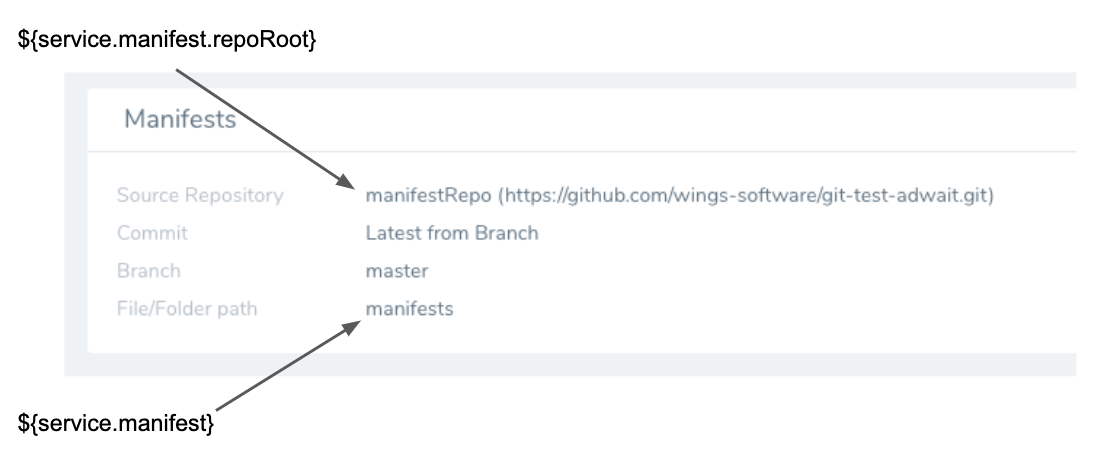 ${service.manifest.repoRoot}
Manifests
Source Repository manifestRepo (https://github.com/wings-software/git-test-adwait.git)
Commit Latest from Branch
Branch master
File/Folder path manifests
${service.manifest}